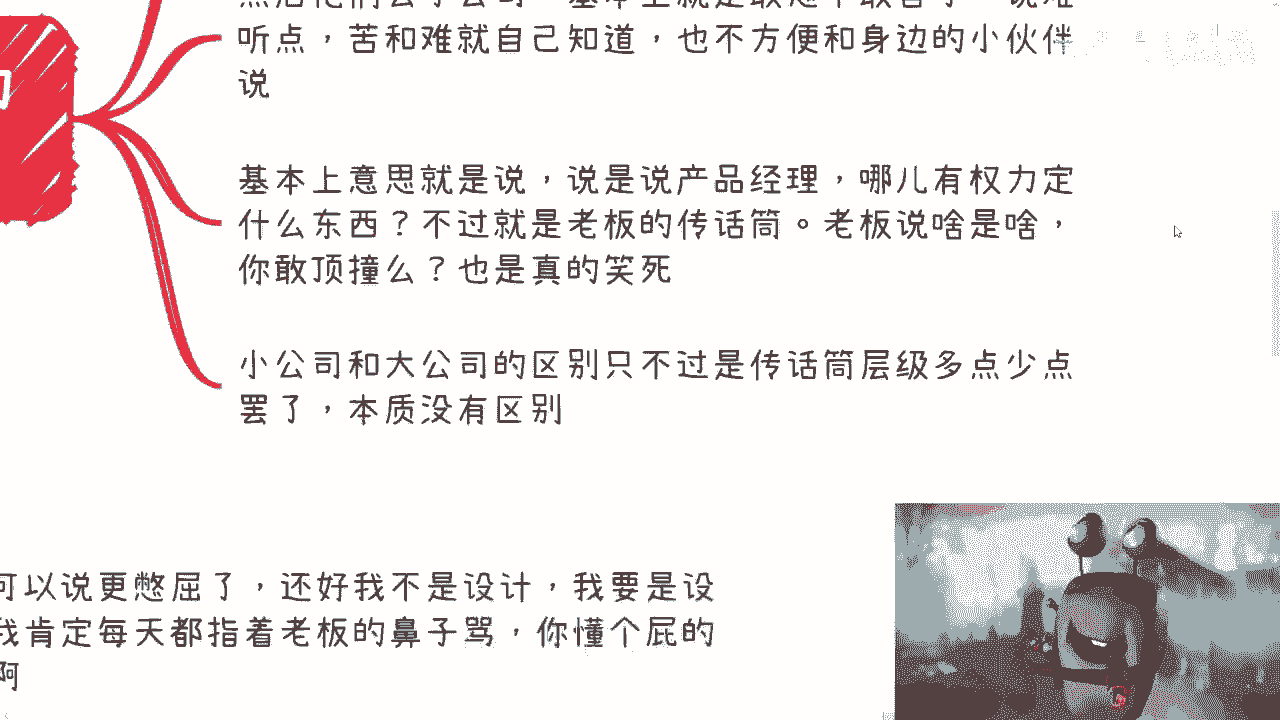 听点，苦和难就自己知道，也不方便和身边的小伙伴
说
基本上意思就是说，说是说产品经理，哪儿有权力定
什么东西？不过就是老板的传话筒。老板说啥是啥，
你敢顶撞么？也是真的笑死
小公司和大公司的区别只不过是传话筒层级多点少点
罢了，本质没有区别
可以说更憋屈了，还好我不是设计，我要是设
我肯定每天都指着老板的鼻子骂，你懂个屁的
啊